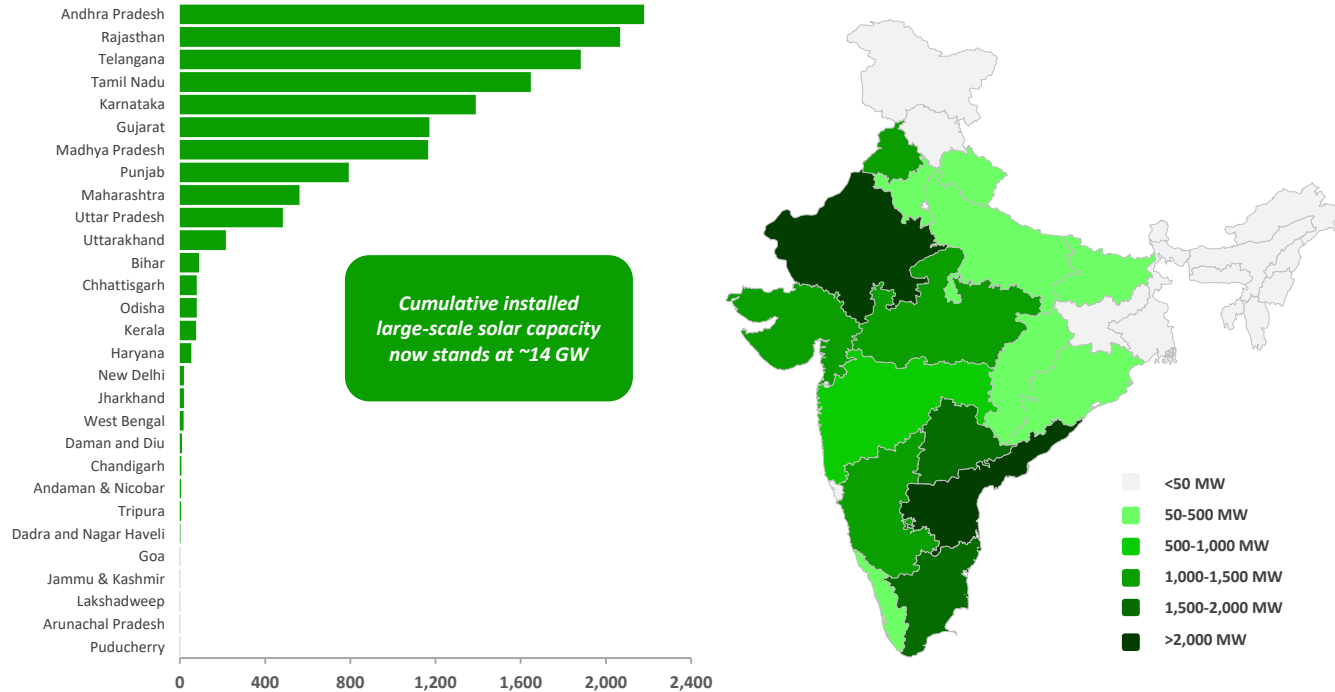 Andhra Pradesh
Rajasthan
Telangana
Tamil Nadu
Karnataka
Gujarat
Madhya Pradesh
Punjab
Maharashtra
Uttar Pradesh
Uttarakhand
Bihar
Chhattisgarh
Odisha
Kerala
Haryana
New Delhi
Jharkhand
West Bengal
Daman and Diu
Chandigarh
Andaman & Nicobar
Tripura
Dadra and Nagar Haveli
Goa
Jammu & Kashmir
Lakshadweep
Arunachal Pradesh
Puducherry
0 400 800 1,200 1,600 2,000 2,400
Cumulative installed
large-scale solar capacity
now stands at ~14 GW
<50 MW
50-500 MW
500-1,000 MW
1,000-1,500 MW
1,500-2,000 MW
>2,000 MW